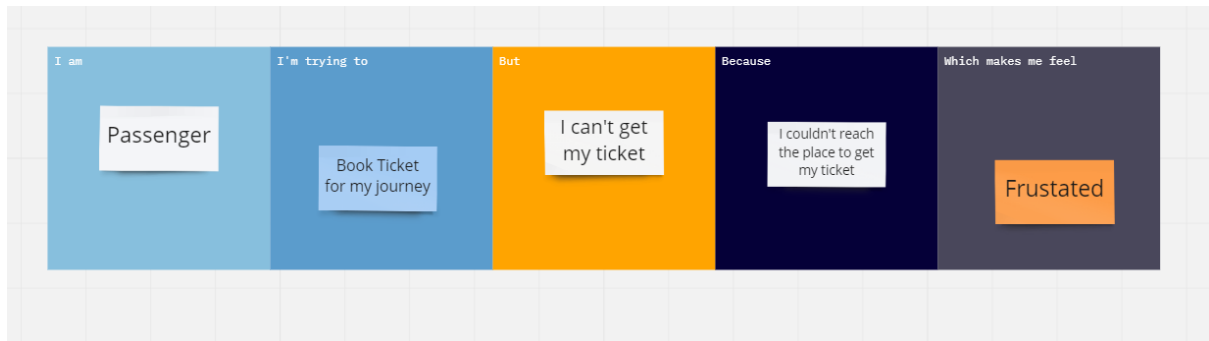 I am
Passenger
I'm trying to
Book Ticket
for my journey
But
I can't get
my ticket
Because
I couldn't reach
the place to get
my ticket
Which makes me feel
Frustated